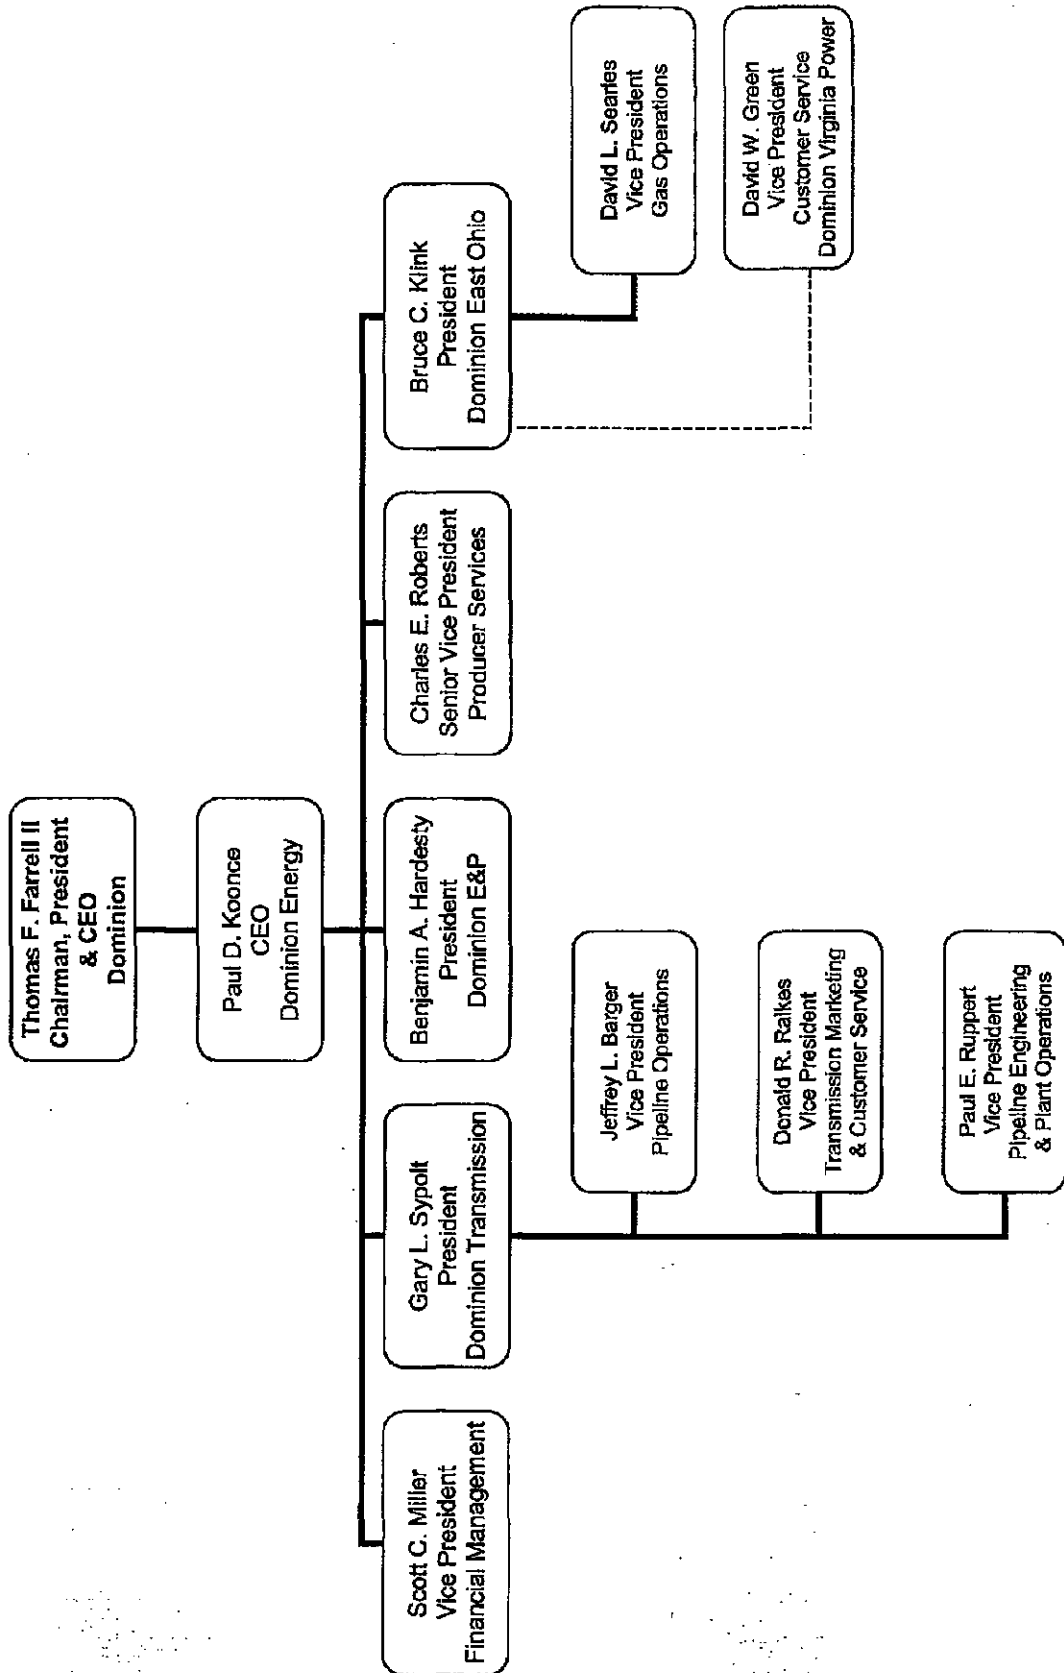 Thomas F. Farrell II
Chairman, President
& CEO
Dominion
Paul D. Koonce
CEO
Dominion Energy
Scott C. Miller
Vice President
Financial Management
Gary L. Sypolt
President
Dominion Transmission
Benjamin A. Hardesty
President
Dominion E&P
Charles E. Roberts
Senior Vice President
Producer Services
Bruce C. Klink
President
Dominion East Ohio
Jeffrey L. Barger
Vice President
Pipeline Operations
Donald R. Raikes
Vice President
Transmission Marketing
& Customer Service
Paul E. Ruppert
Vice President
Pipeline Engineering
& Plant Operations
David L. Searles
Vice President
Gas Operations
David W. Green
Vice President
Customer Service
Dominion Virginia Power